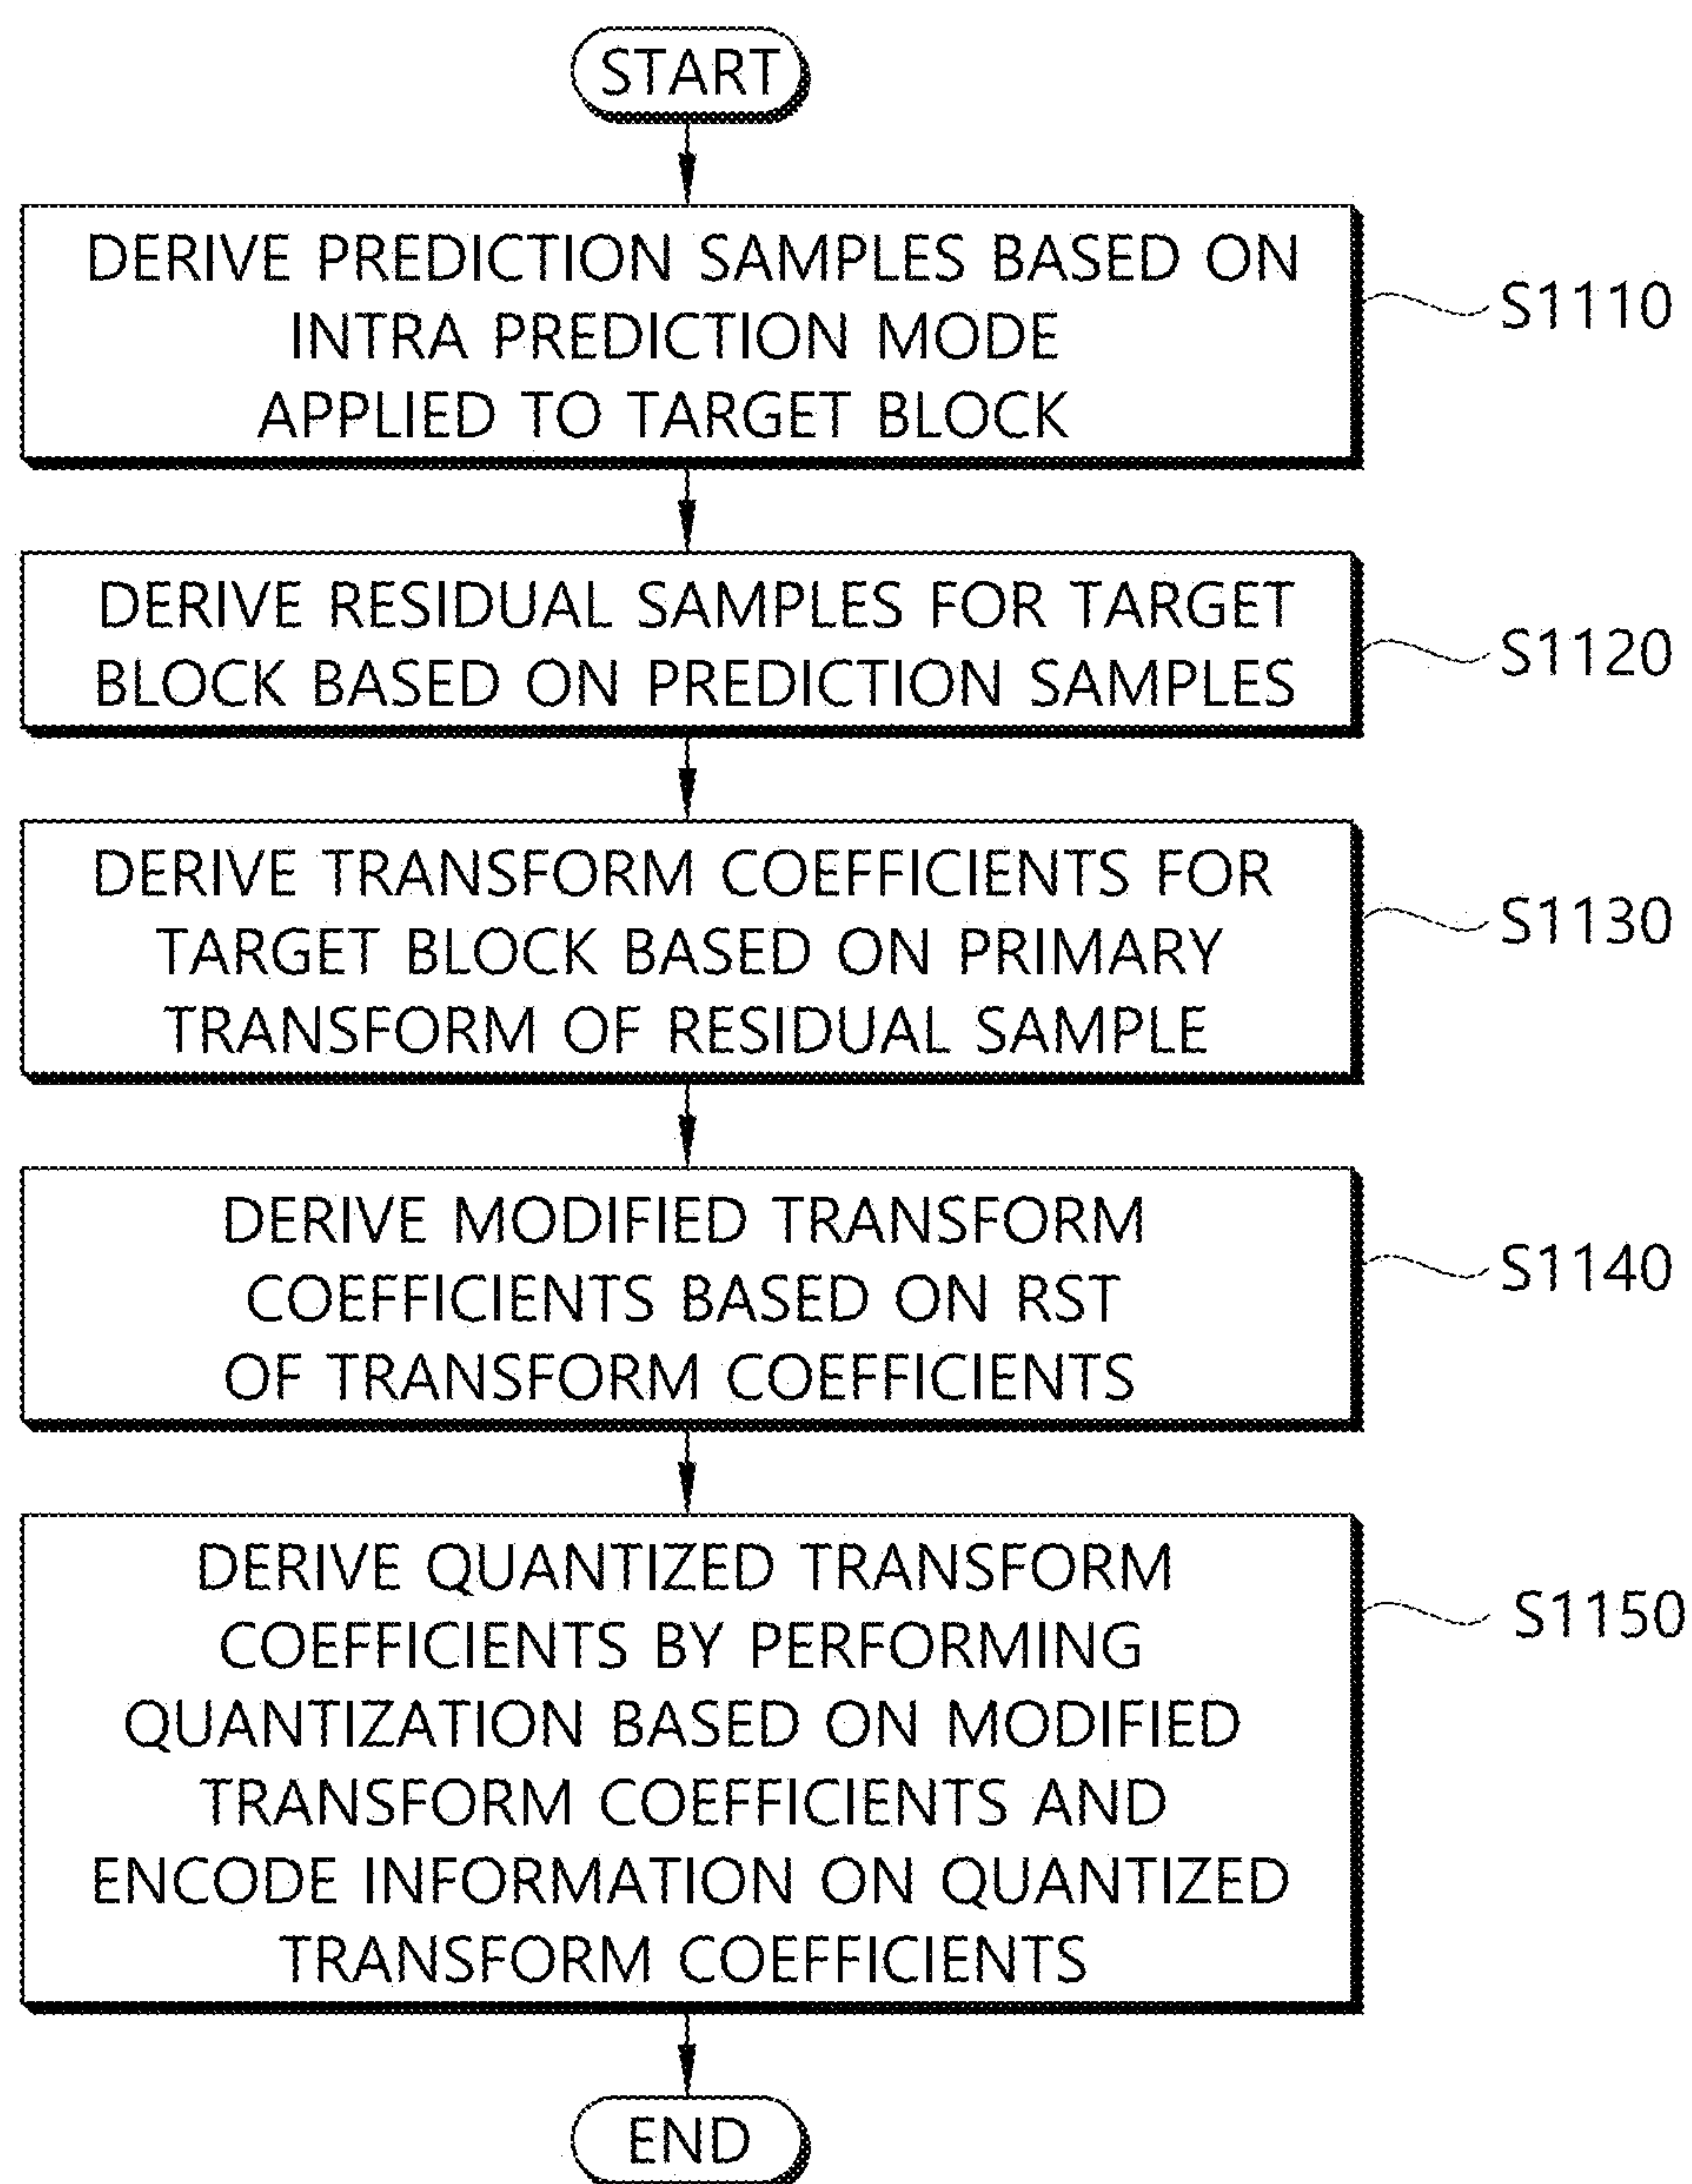 START
DERIVE PREDICTION SAMPLES BASED ON
INTRA PREDICTION MODE
APPLIED TO TARGET BLOCK
S1110
DERIVE RESIDUAL SAMPLES FOR TARGET
BLOCK BASED ON PREDICTION SAMPLES
S1120
DERIVE TRANSFORM COEFFICIENTS FOR
TARGET BLOCK BASED ON PRIMARY
TRANSFORM OF RESIDUAL SAMPLE
S1130
DERIVE MODIFIED TRANSFORM
COEFFICIENTS BASED ON RST
OF TRANSFORM COEFFICIENTS
S1140
DERIVE QUANTIZED TRANSFORM
COEFFICIENTS BY PERFORMING
QUANTIZATION BASED ON MODIFIED
TRANSFORM COEFFICIENTS AND
ENCODE INFORMATION ON QUANTIZED
TRANSFORM COEFFICIENTS
S1150
END